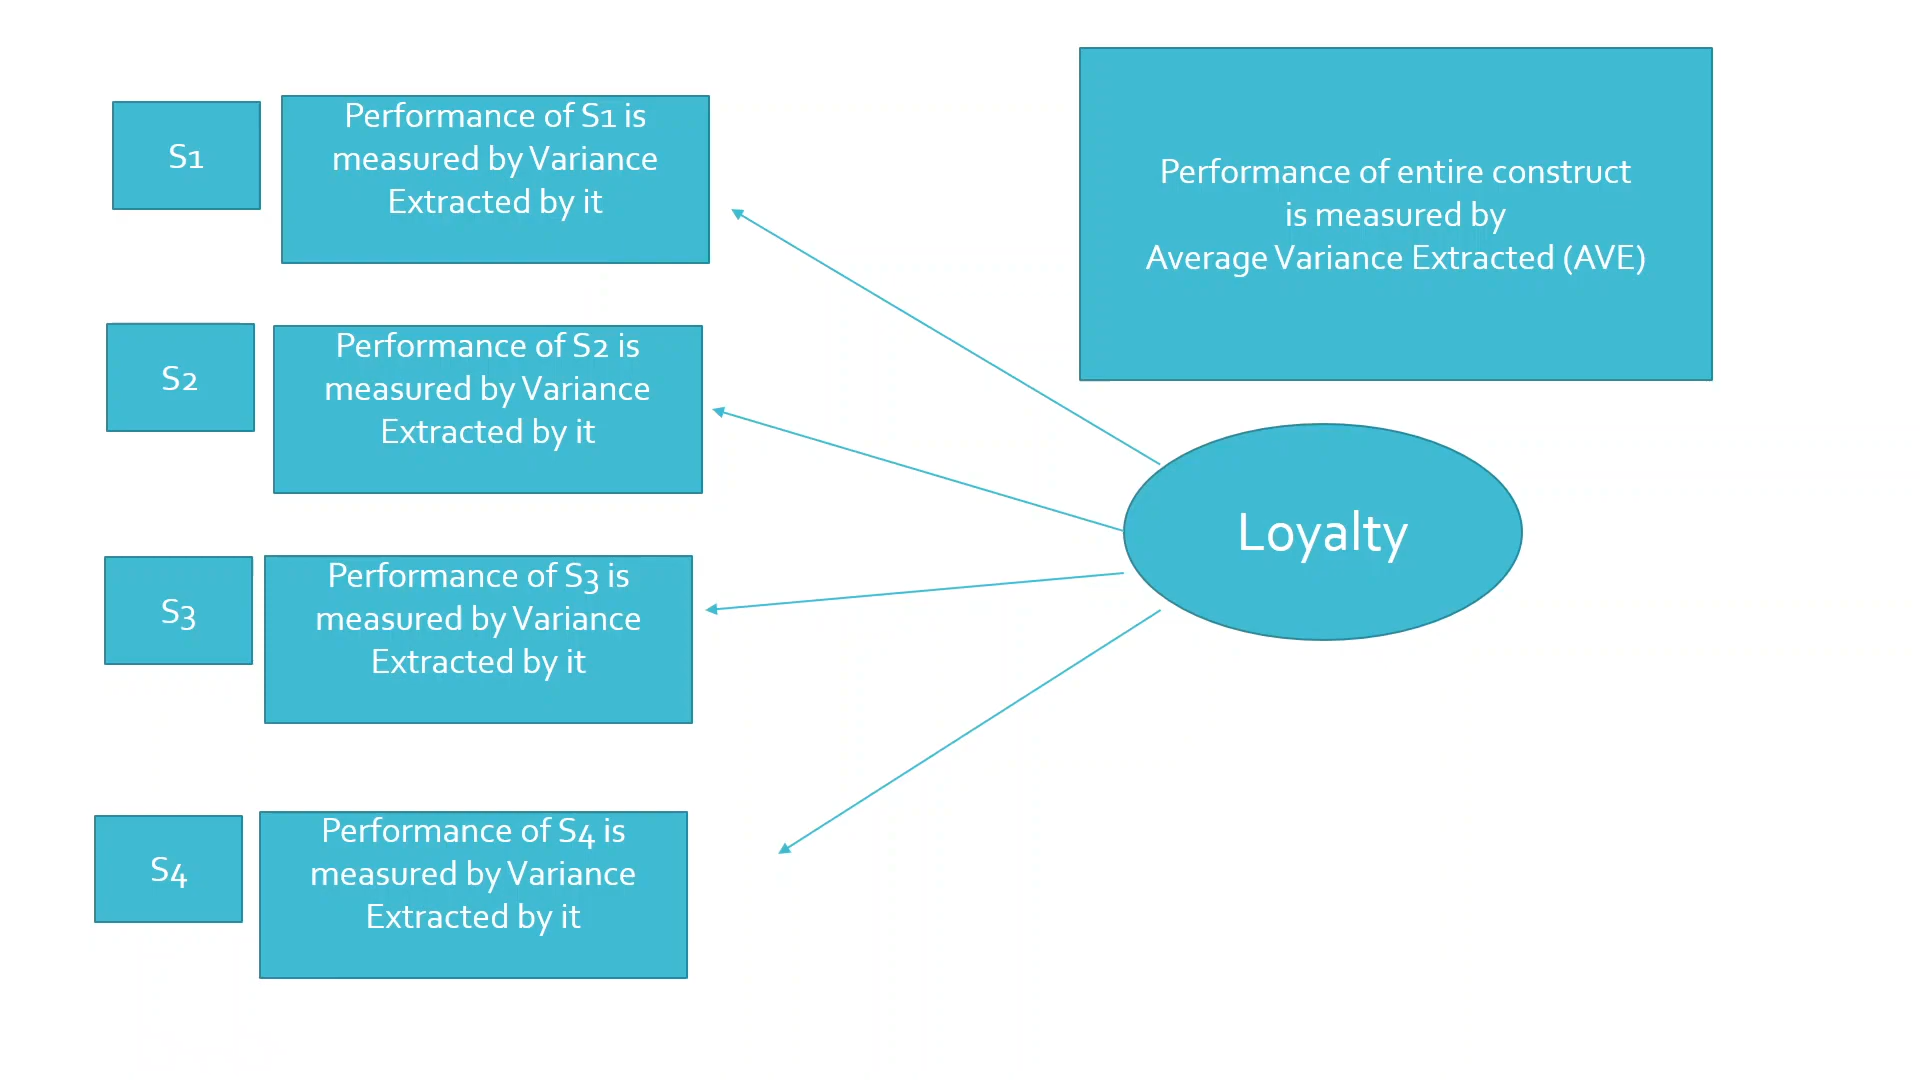 S1
Performance of S1 is
measured by Variance
Extracted by it
Performance of entire construct
is measured by
Average Variance Extracted (AVE)
S2
Performance of S2 is
measured by Variance
Extracted by it
Loyalty
S3
Performance of S3 is
measured by Variance
Extracted by it
S4
Performance of S4 is
measured by Variance
Extracted by it